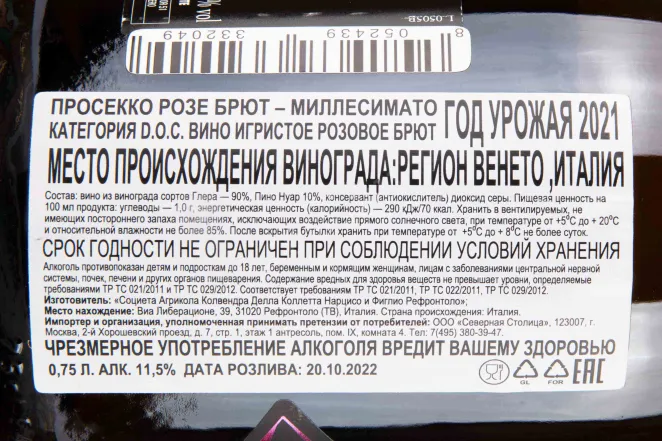 L.0505B-
8 052439
ПРОСЕККО РОЗЕ БРЮТ – МИЛЛЕСИМАТО ГОД УРОЖАЯ 2021
КАТЕГОРИЯ D.O.C. ВИНО ИГРИСТОЕ РОЗОВОЕ БРЮТ
МЕСТО ПРОИСХОЖДЕНИЯ ВИНОГРАДА:РЕГИОН ВЕНЕТО ,ИТАЛИЯ
Состав: вино из винограда сортов Глера — 90%, Пино Нуар 10%, консервант (антиокислитель) диоксид серы. Пищевая ценность на
100 мл продукта: углеводы — 1,0 г, энергетическая ценность (калорийность) — 290 кДж/70 ккал. Хранить в вентилируемых, не
имеющих постороннего запаха помещениях, исключающих воздействие прямого солнечного света, при температуре от +5°С до + 20°С
и относительной влажности не более 85%. После вскрытия бутылки хранить при температуре от +5°С до + 8°С не более суток.
СРОК ГОДНОСТИ НЕ ОГРАНИЧЕН ПРИ СОБЛЮДЕНИИ УСЛОВИЙ ХРАНЕНИЯ
Алкоголь противопоказан детям и подросткам до 18 лет, беременным и кормящим женщинам, лицам с заболеваниями центральной нервной
системы, почек, печени и других органов пищеварения. Содержание вредных для здоровья веществ не превышает уровни, определяемые
требованиями ТР ТС 021/2011 и ТР ТС 029/2012. Соответствует требованиям ТР ТС 021/2011, ТР ТС 022/2011, ТР ТС 029/2012.
Изготовитель: «Социета Агрикола Колвендра Делла Коллетта Нарцисо и Фиглио Рефронтоло»;
Место нахождение: Виа Либерационе, 39, 31020 Рефронтоло (ТВ), Италия. Страна происхождения: Италия.
Импортер и организация, уполномоченная принимать претензии от потребителей: ООО «Северная Столица», 123007, г.
Москва, 2-й Хорошевский проезд, д. 7, стр. 1, этаж 1 антресоль, пом. IX, комната 4. Тел: 7(495) 380-39-47.
ЧРЕЗМЕРНОЕ УПОТРЕБЛЕНИЕ АЛКОГОЛЯ ВРЕДИТ ВАШЕМУ ЗДОРОВЬЮ
0,75 Л. АЛК. 11,5% ДАТА РОЗЛИВА: 20.10.2022
GL FOR EAC